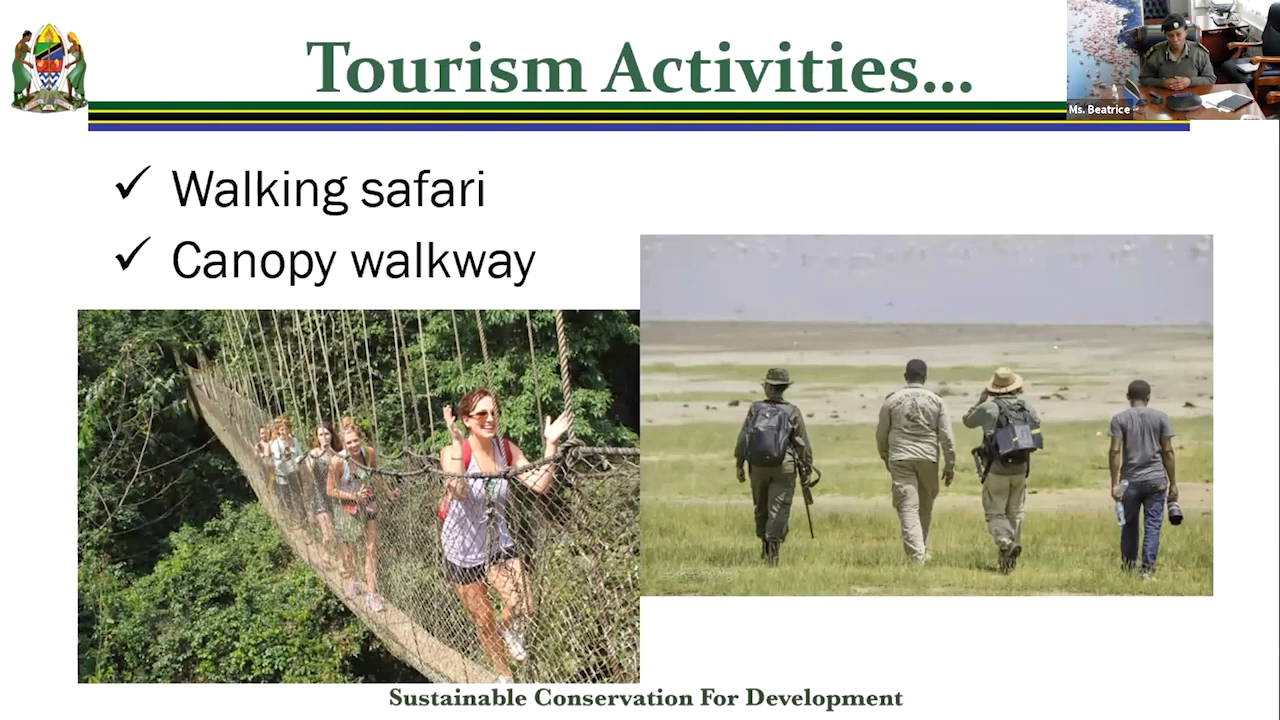 Tourism Activities...
Ms. Beatrice
✓ Walking safari
✓ Canopy walkway
Sustainable Conservation For Development